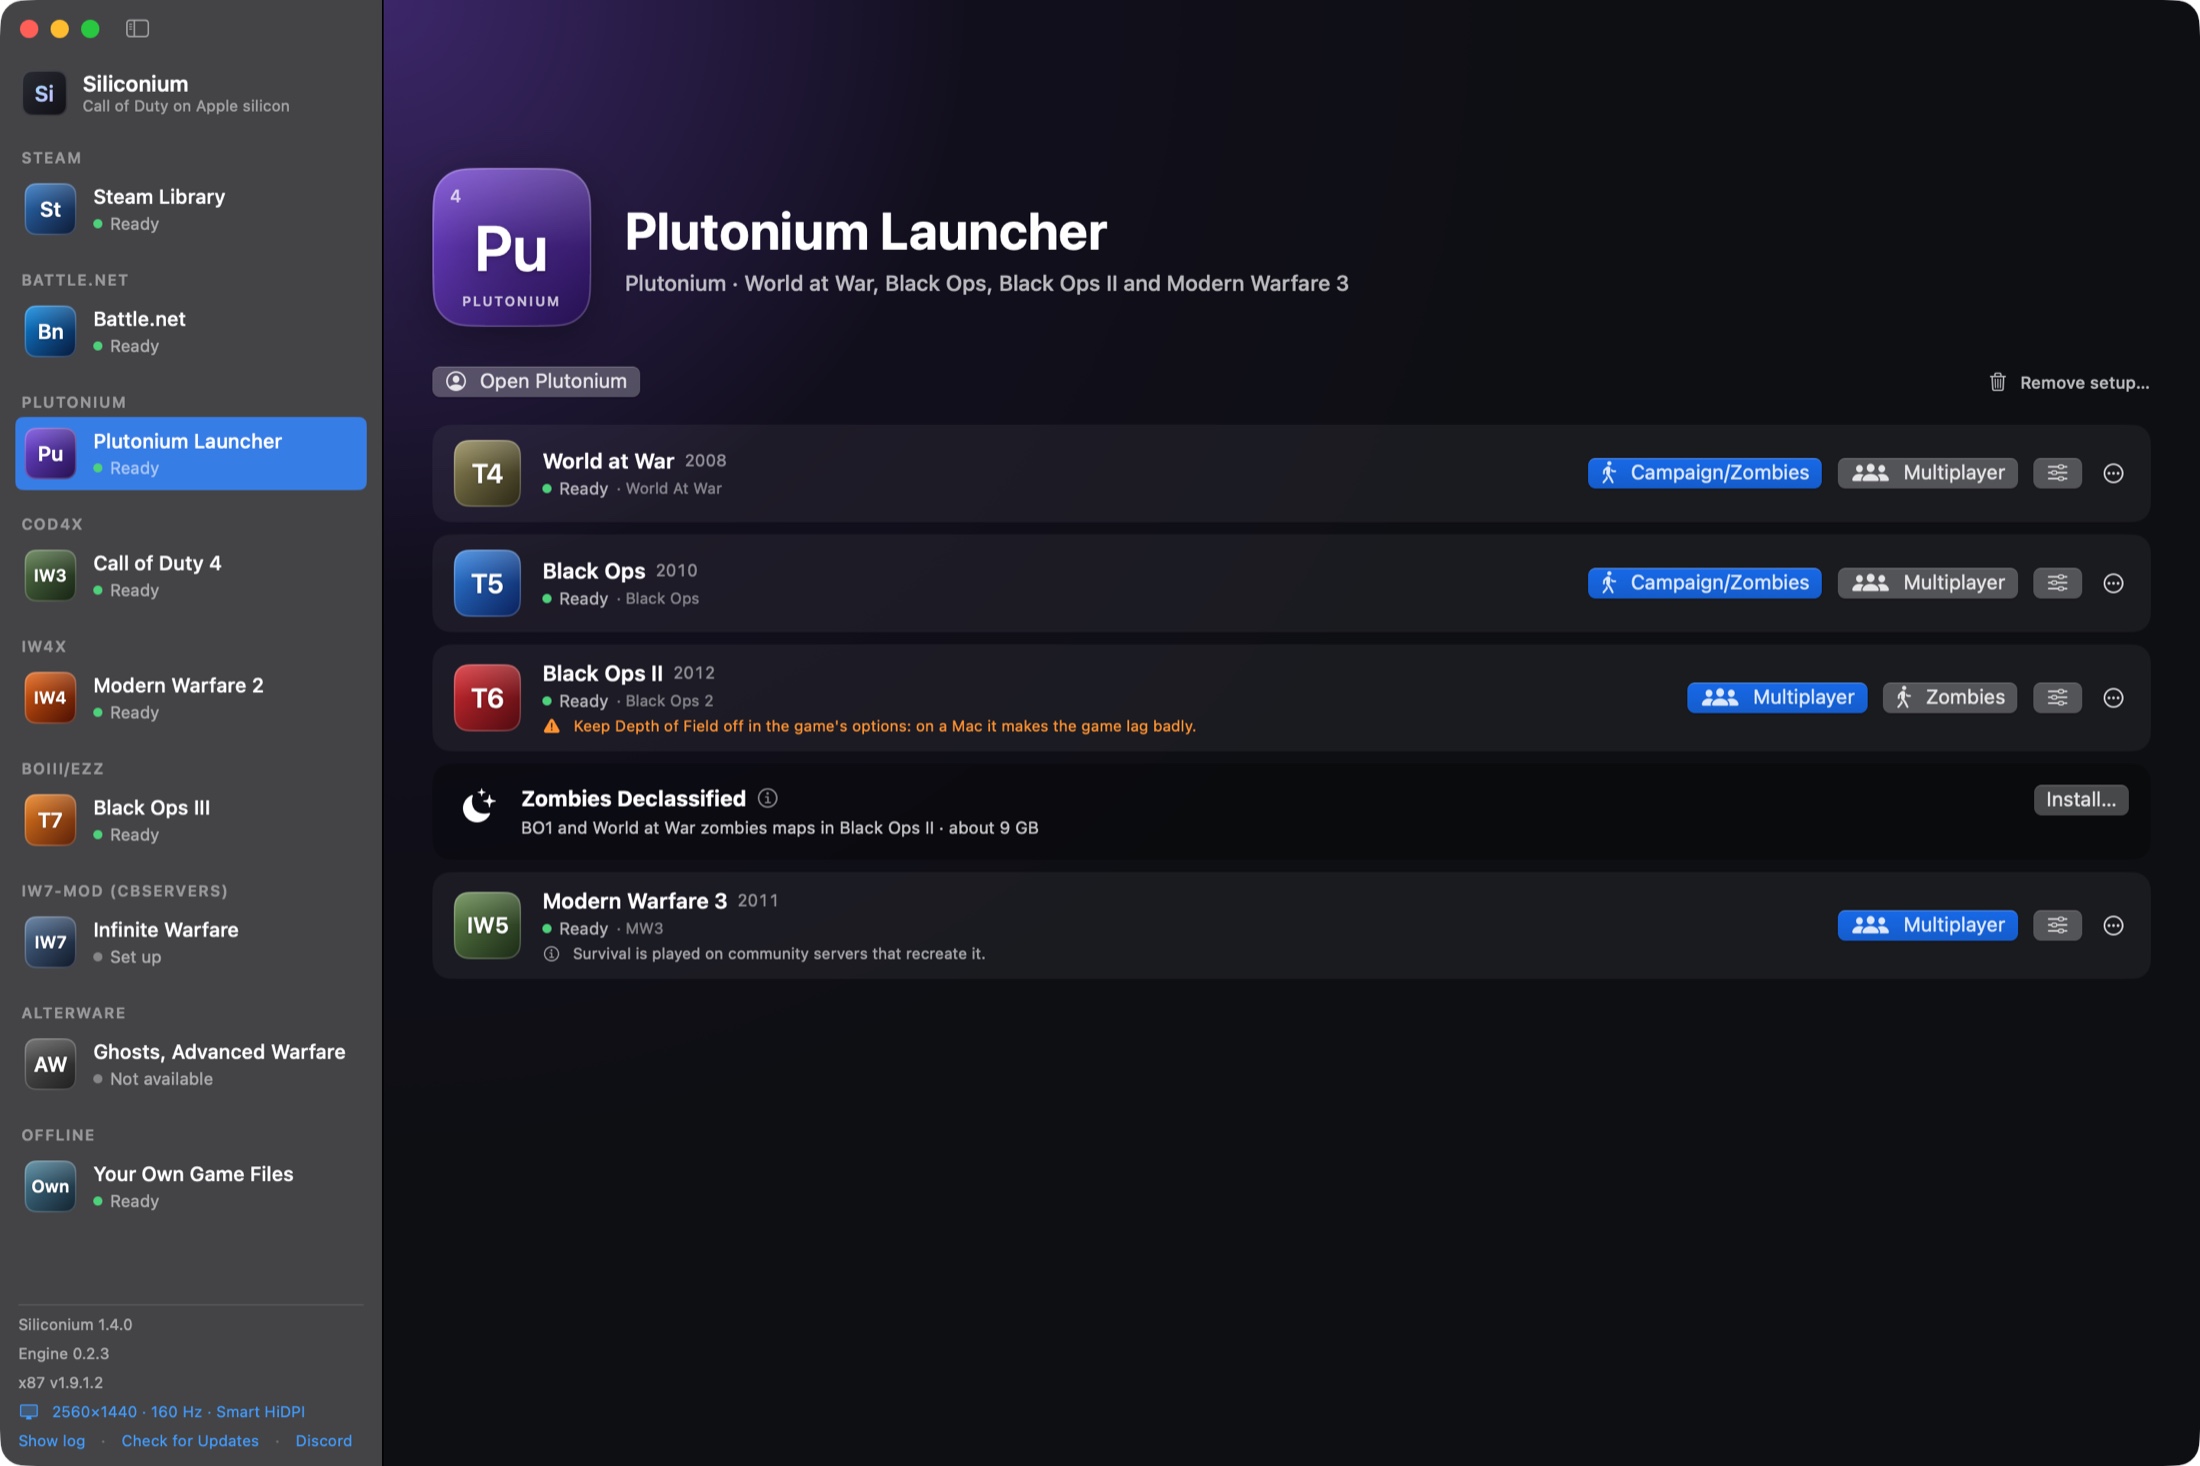 Si
Siliconium
Call of Duty on Apple silicon
STEAM
St
Steam Library
Ready
BATTLE.NET
Bn
Battle.net
Ready
PLUTONIUM
Pu
Plutonium Launcher
Ready
COD4X
IW3
Call of Duty 4
Ready
IW4X
IW4
Modern Warfare 2
Ready
BOIII/EZZ
T7
Black Ops III
Ready
IW7-MOD (CBSERVERS)
IW7
Infinite Warfare
Set up
ALTERWARE
AW
Ghosts, Advanced Warfare
Not available
OFFLINE
Own
Your Own Game Files
Ready
Siliconium 1.4.0
Engine 0.2.3
x87 v1.9.1.2
2560×1440 · 160 Hz · Smart HiDPI
Show log · Check for Updates · Discord
4
Pu
PLUTONIUM
Plutonium Launcher
Plutonium · World at War, Black Ops, Black Ops II and Modern Warfare 3
Open Plutonium
Remove setup...
T4
World at War 2008
Ready · World At War
Campaign/Zombies
Multiplayer
T5
Black Ops 2010
Ready · Black Ops
Campaign/Zombies
Multiplayer
T6
Black Ops II 2012
Ready · Black Ops 2
Keep Depth of Field off in the game's options: on a Mac it makes the game lag badly.
Multiplayer
Zombies
Zombies Declassified
BO1 and World at War zombies maps in Black Ops II · about 9 GB
Install...
IW5
Modern Warfare 3 2011
Ready · MW3
Survival is played on community servers that recreate it.
Multiplayer